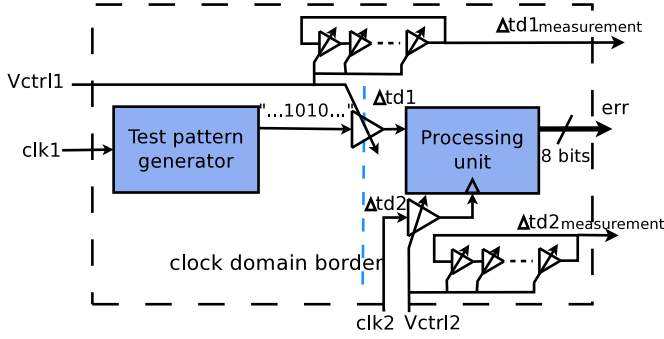 Δtd1measurement
Vctrl1
"...1010..."
Δtd1
err
clk1
Test pattern
generator
Processing
unit
8 bits
Δtd2
Δtd2measurement
clock domain border
clk2
Vctrl2